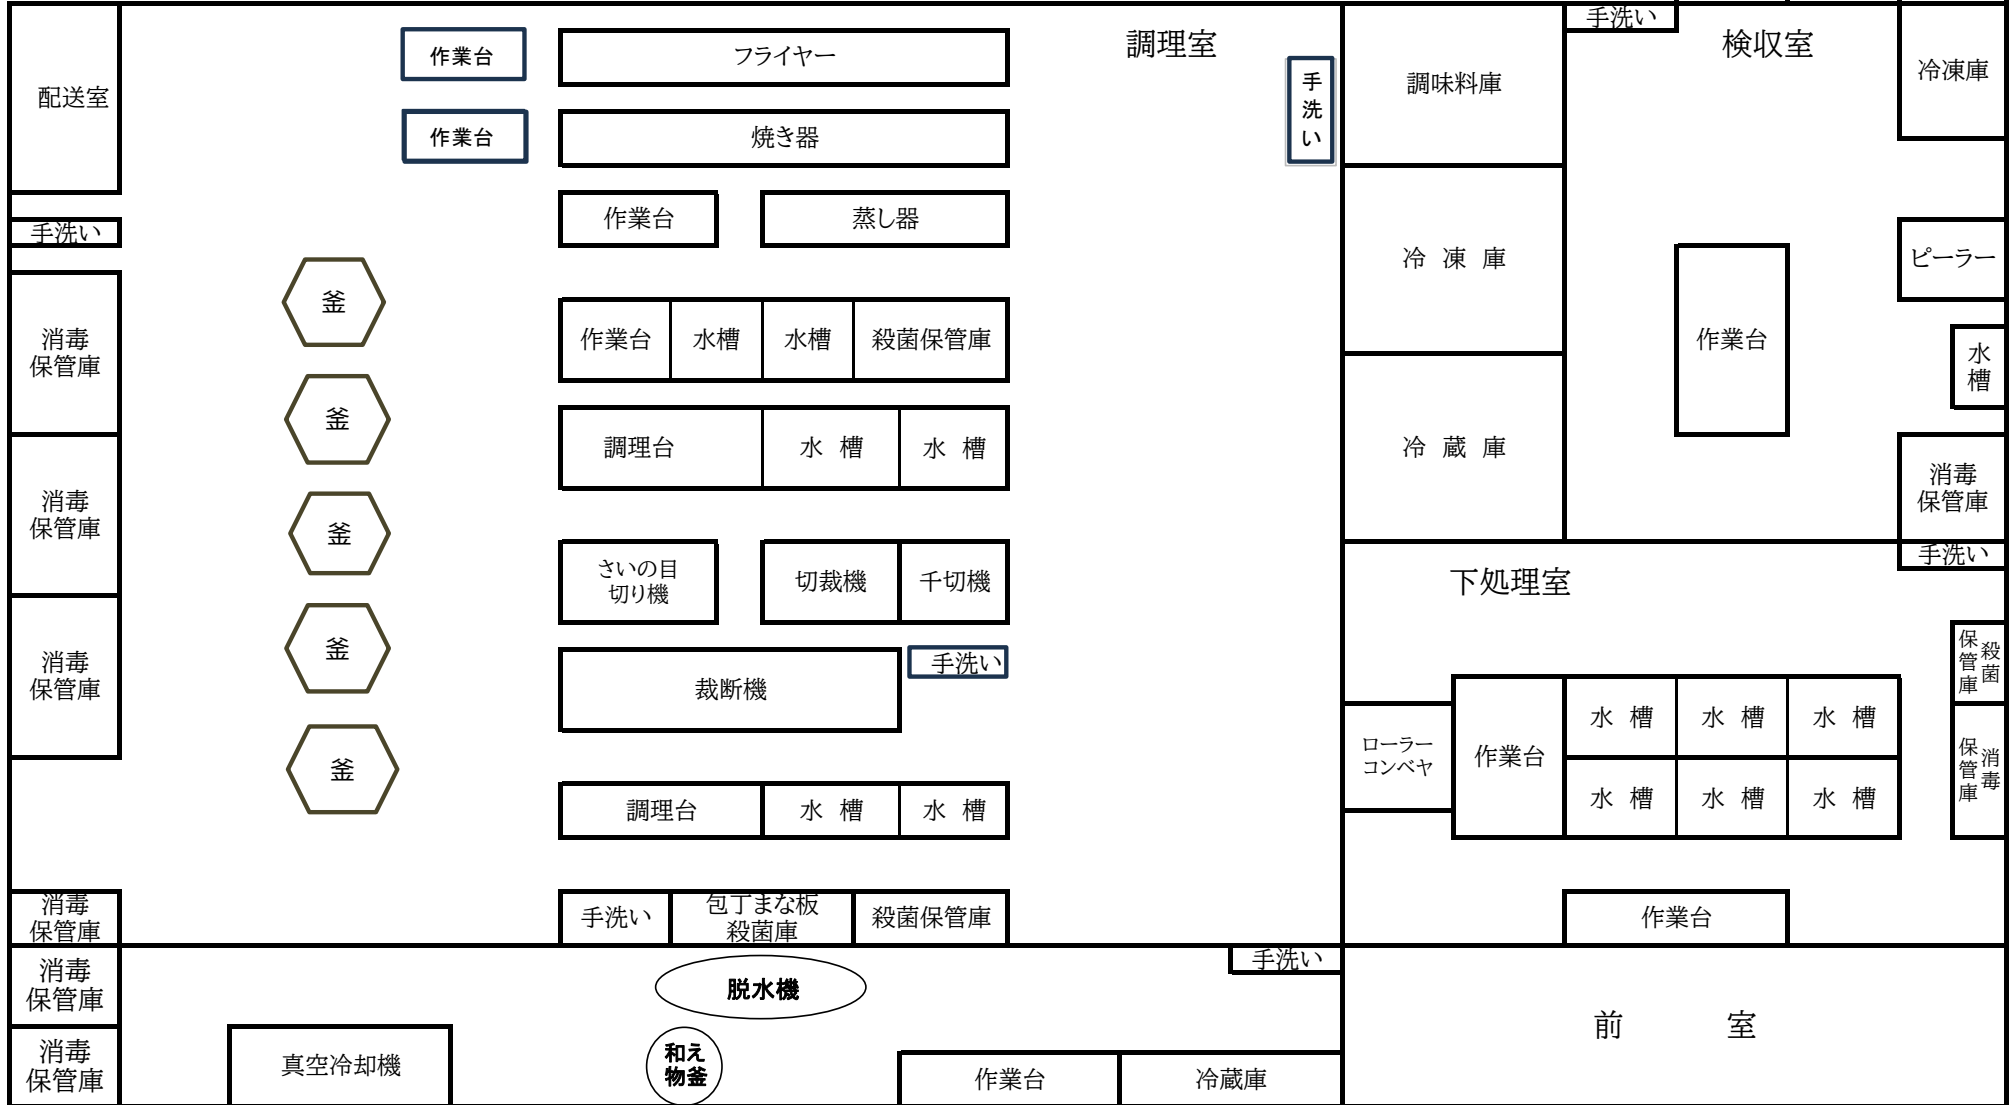 手洗い
調理室
検収室
作業台
フライヤー
冷凍庫
手
洗
い
調味料庫
配送室
作業台
焼き器
作業台
蒸し器
手洗い
冷 凍 庫
ピーラー
釜
消毒
保管庫
作業台
水槽
水槽
殺菌保管庫
作業台
水
槽
釜
調理台
水 槽
水 槽
冷 蔵 庫
消毒
保管庫
消毒
保管庫
釜
手洗い
さいの目
切り機
切裁機
千切機
下処理室
釜
消毒
保管庫
裁断機
手洗い
殺菌
保管庫
水 槽
水 槽
水 槽
ローラー
コンベヤ
作業台
消毒
保管庫
釜
調理台
水 槽
水 槽
水 槽
水 槽
水 槽
消毒
保管庫
手洗い
包丁まな板
殺菌庫
殺菌保管庫
作業台
消毒
保管庫
脱水機
手洗い
前 室
消毒
保管庫
真空冷却機
和え
物釜
作業台
冷蔵庫